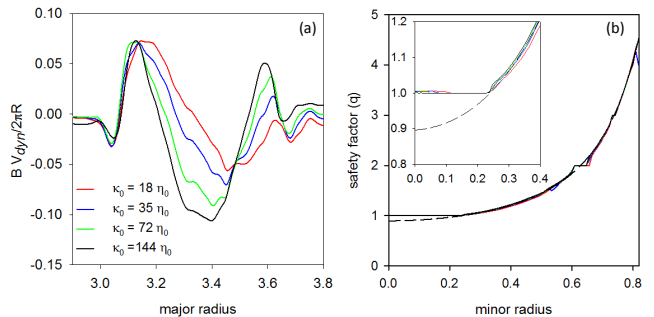 (a)
B V_dyn/2πR
0.10
0.05
0.00
-0.05
-0.10
-0.15
κ₀ = 18 η₀
κ₀ = 35 η₀
κ₀ = 72 η₀
κ₀ =144 η₀
3.0 3.2 3.4 3.6 3.8
major radius
(b)
safety factor (q)
5
4
3
2
1
0
1.2
1.1
1.0
0.9
0.8
0.0 0.1 0.2 0.3 0.4
0.0 0.2 0.4 0.6 0.8
minor radius